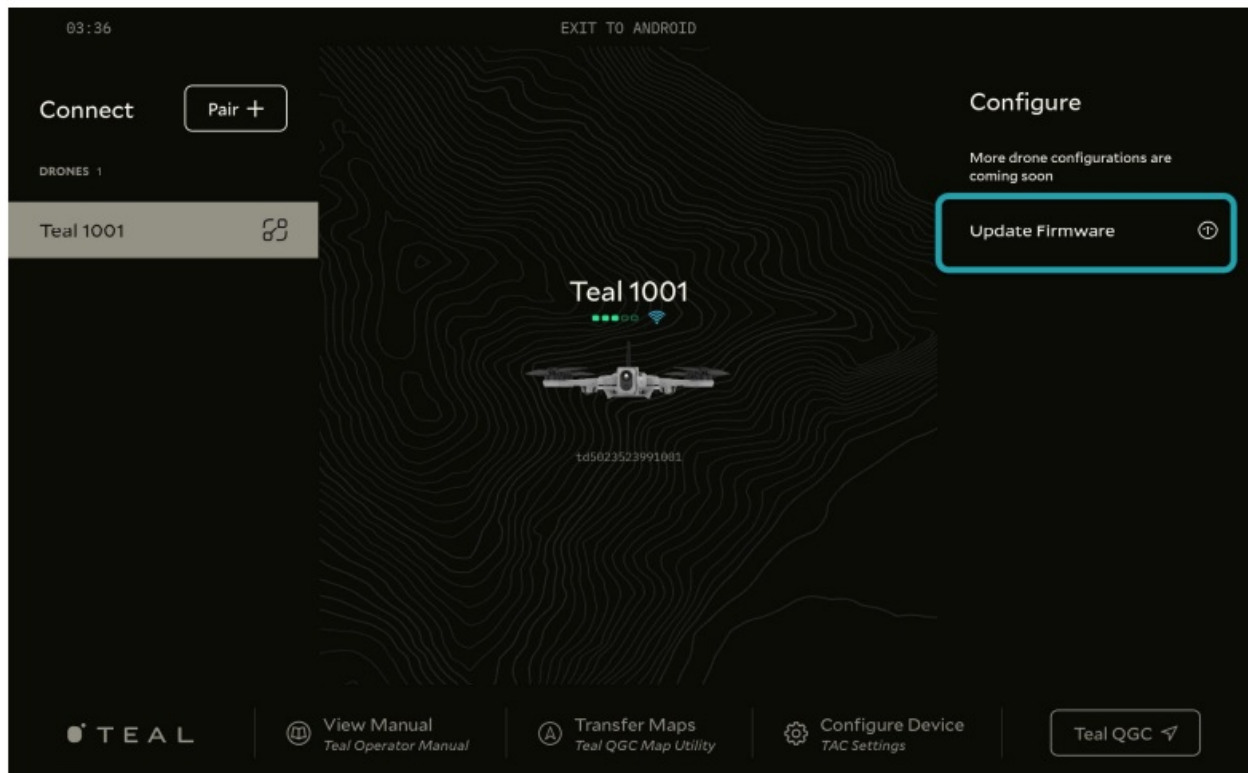 03:36
EXIT TO ANDROID
Connect
Pair +
DRONES 1
Teal 1001
Teal 1001
td5023523991001
Configure
More drone configurations are
coming soon
Update Firmware
TEAL
View Manual
Teal Operator Manual
Transfer Maps
Teal QGC Map Utility
Configure Device
TAC Settings
Teal QGC